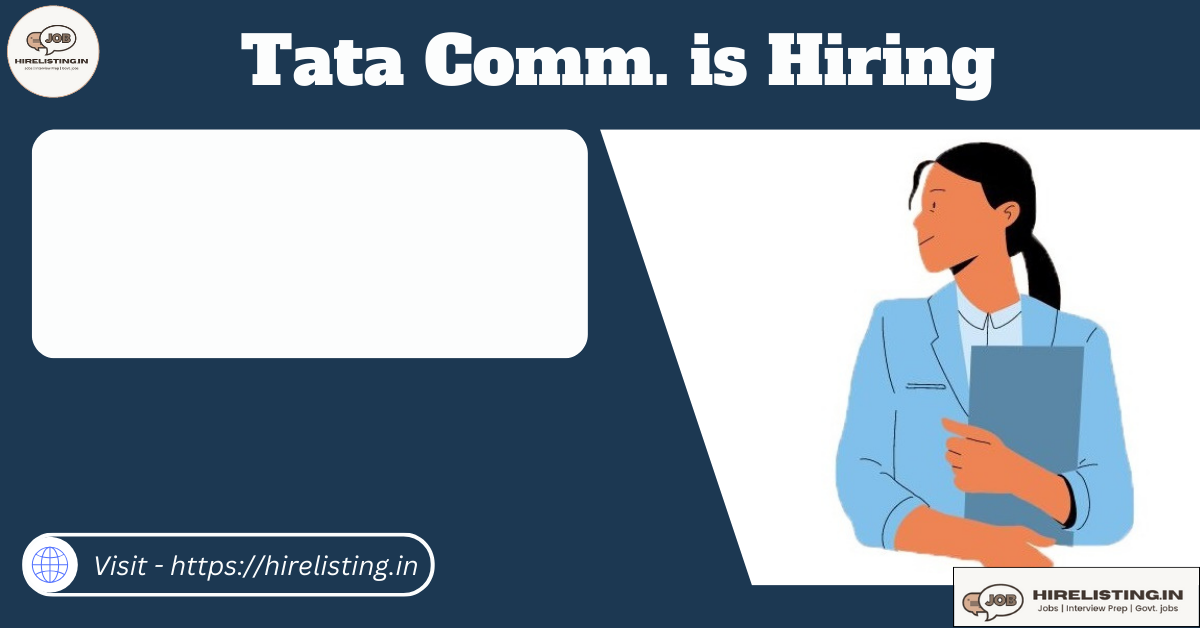 JOB
HIRELISTING.IN
Jobs | Interview Prep | Govt. jobs
Tata Comm. is Hiring
Visit - https://hirelisting.in
JOB
HIRELISTING.IN
Jobs | Interview Prep | Govt. jobs